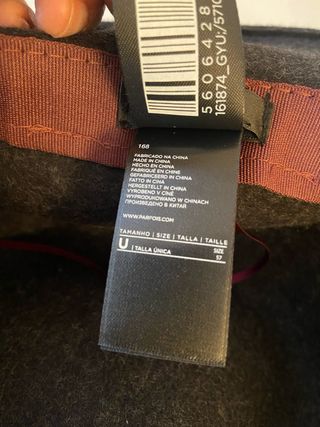 5606428
161874_GYU;/5710
168
FABRICADO NA CHINA
MADE IN CHINA
HECHO EN CHINA
FABRIQUÉ EN CHINE
GEFABRICEERD IN CHINA
FATTO IN CINA
HERGESTELLT IN CHINA
VYROBENO V CÍNĚ
WYPRODUKOWANO W CHINACH
ПРОИЗВЕДЕНО В КИТАЕ
WWW.PARFOIS.COM
TAMANHO | SIZE | TALLA | TAILLE
U | TALLA ÚNICA
SIZE
57